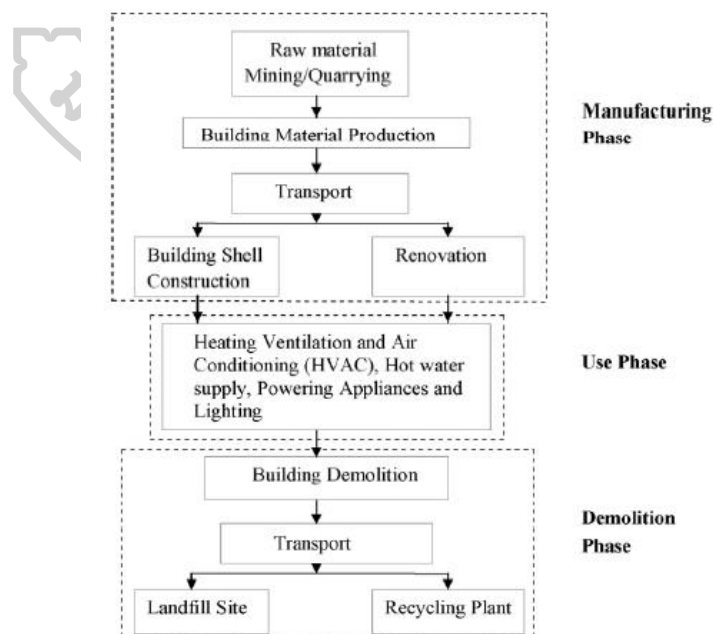 Raw material
Mining/Quarrying
Manufacturing
Phase
Building Material Production
Transport
Building Shell
Construction
Renovation
Heating Ventilation and Air
Conditioning (HVAC), Hot water
supply, Powering Appliances and
Lighting
Use Phase
Building Demolition
Transport
Demolition
Phase
Landfill Site
Recycling Plant